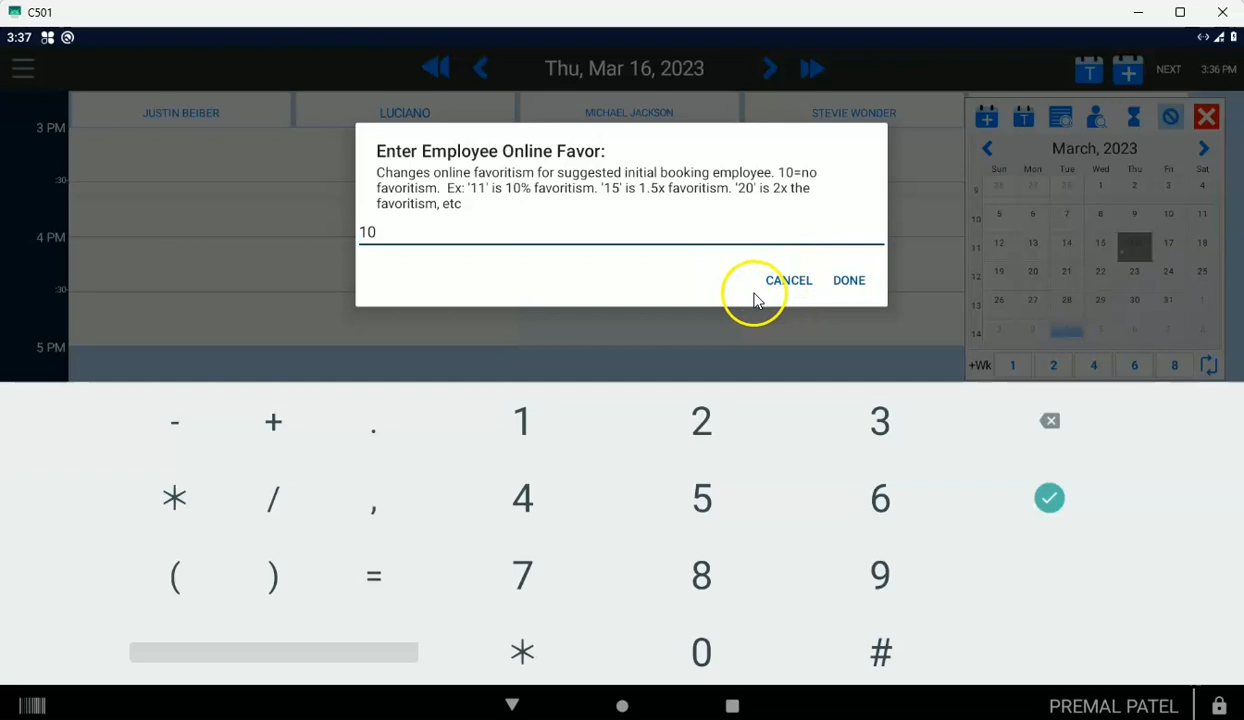 C501
3:37
Thu, Mar 16, 2023
NEXT 3:36 PM
JUSTIN BEIBER LUCIANO MICHAEL JACKSON STEVIE WONDER
3 PM
:30
4 PM
:30
5 PM
Enter Employee Online Favor:
Changes online favoritism for suggested initial booking employee. 10=no
favoritism. Ex: '11' is 10% favoritism. '15' is 1.5x favoritism. '20' is 2x the
favoritism, etc
10
CANCEL DONE
March, 2023
Sun Mon Tue Wed Thu Fri Sat
9 26 27 28 1 2 3 4
10 5 6 7 8 9 10 11
11 12 13 14 15 17 18
12 19 20 21 22 23 24 25
13 26 27 28 29 30 31 1
14
+Wk 1 2 4 6 8
- + . 1 2 3
* / , 4 5 6
( ) = 7 8 9
* 0 #
PREMAL PATEL